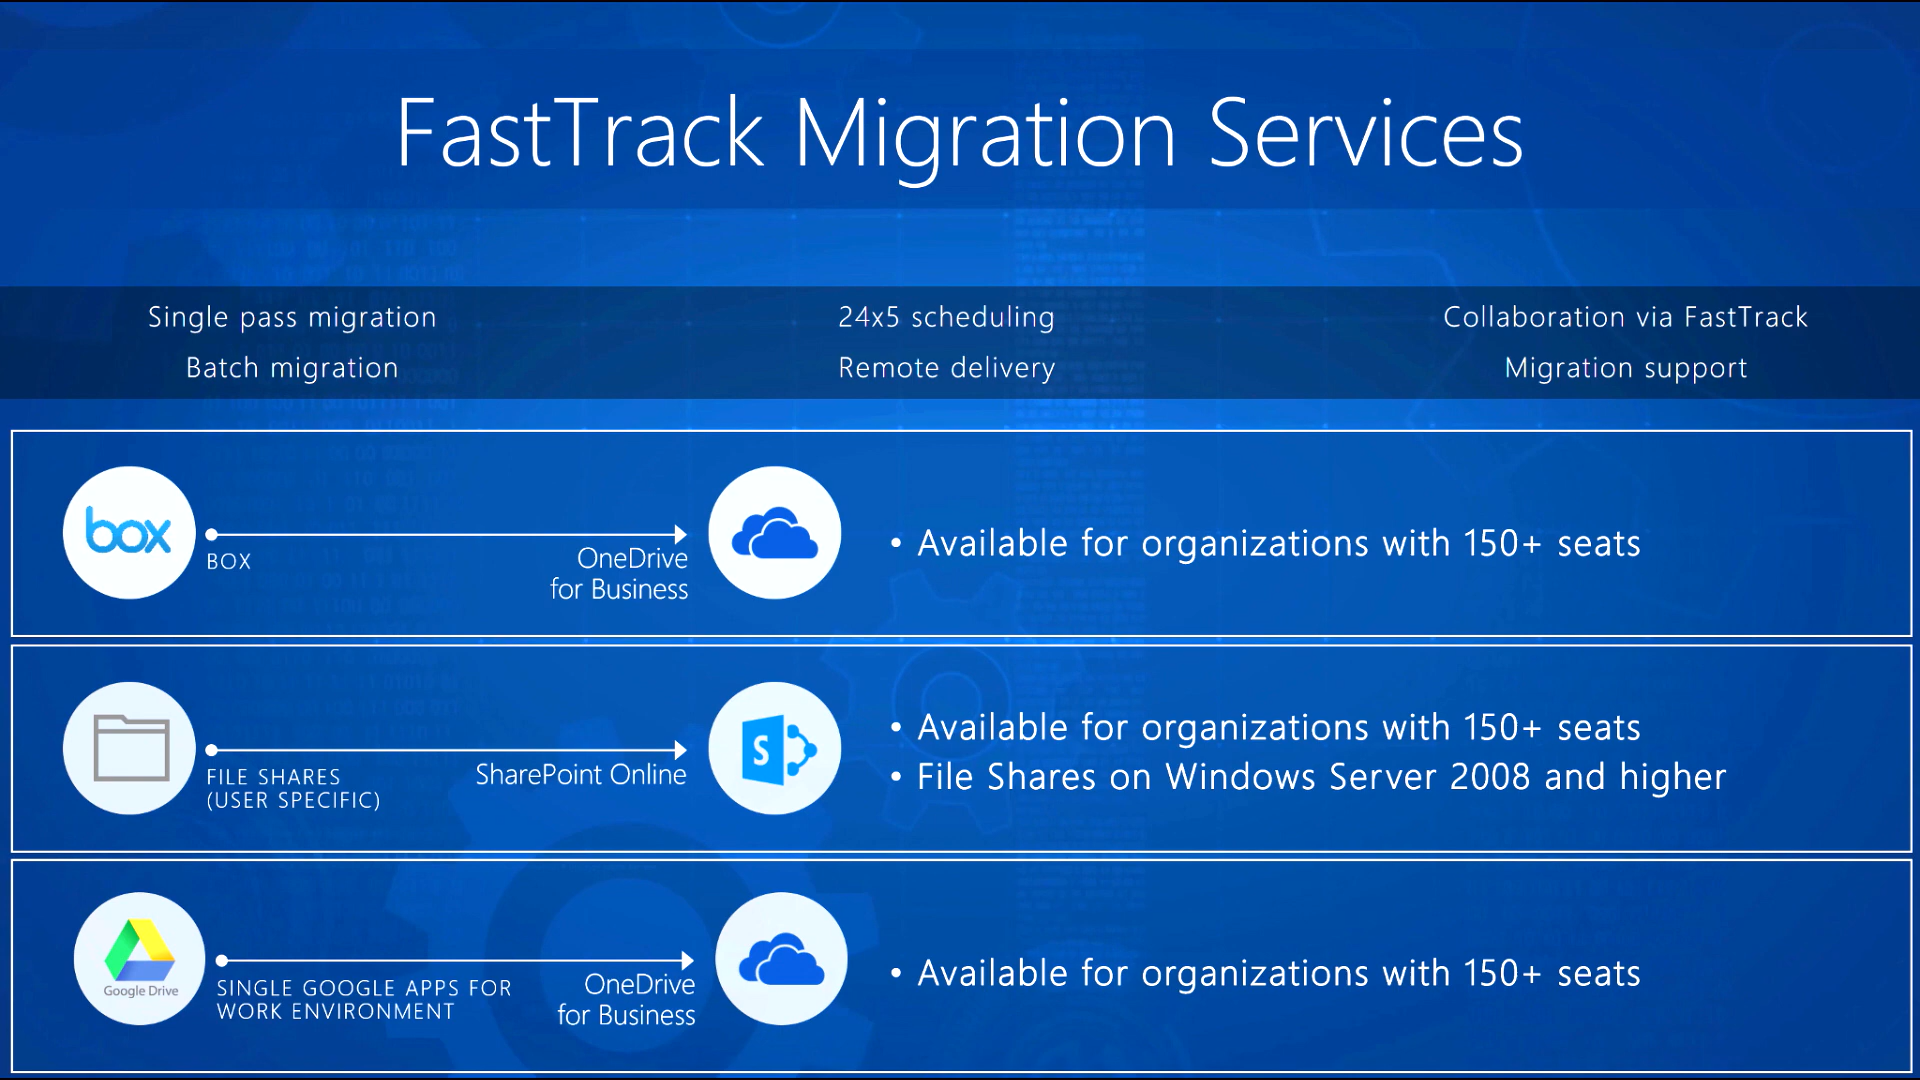 FastTrack Migration Services
Single pass migration
Batch migration
24x5 scheduling
Remote delivery
Collaboration via FastTrack
Migration support
box
BOX
OneDrive
for Business
• Available for organizations with 150+ seats
FILE SHARES
(USER SPECIFIC)
SharePoint Online
S
• Available for organizations with 150+ seats
• File Shares on Windows Server 2008 and higher
Google Drive
SINGLE GOOGLE APPS FOR
WORK ENVIRONMENT
OneDrive
for Business
• Available for organizations with 150+ seats